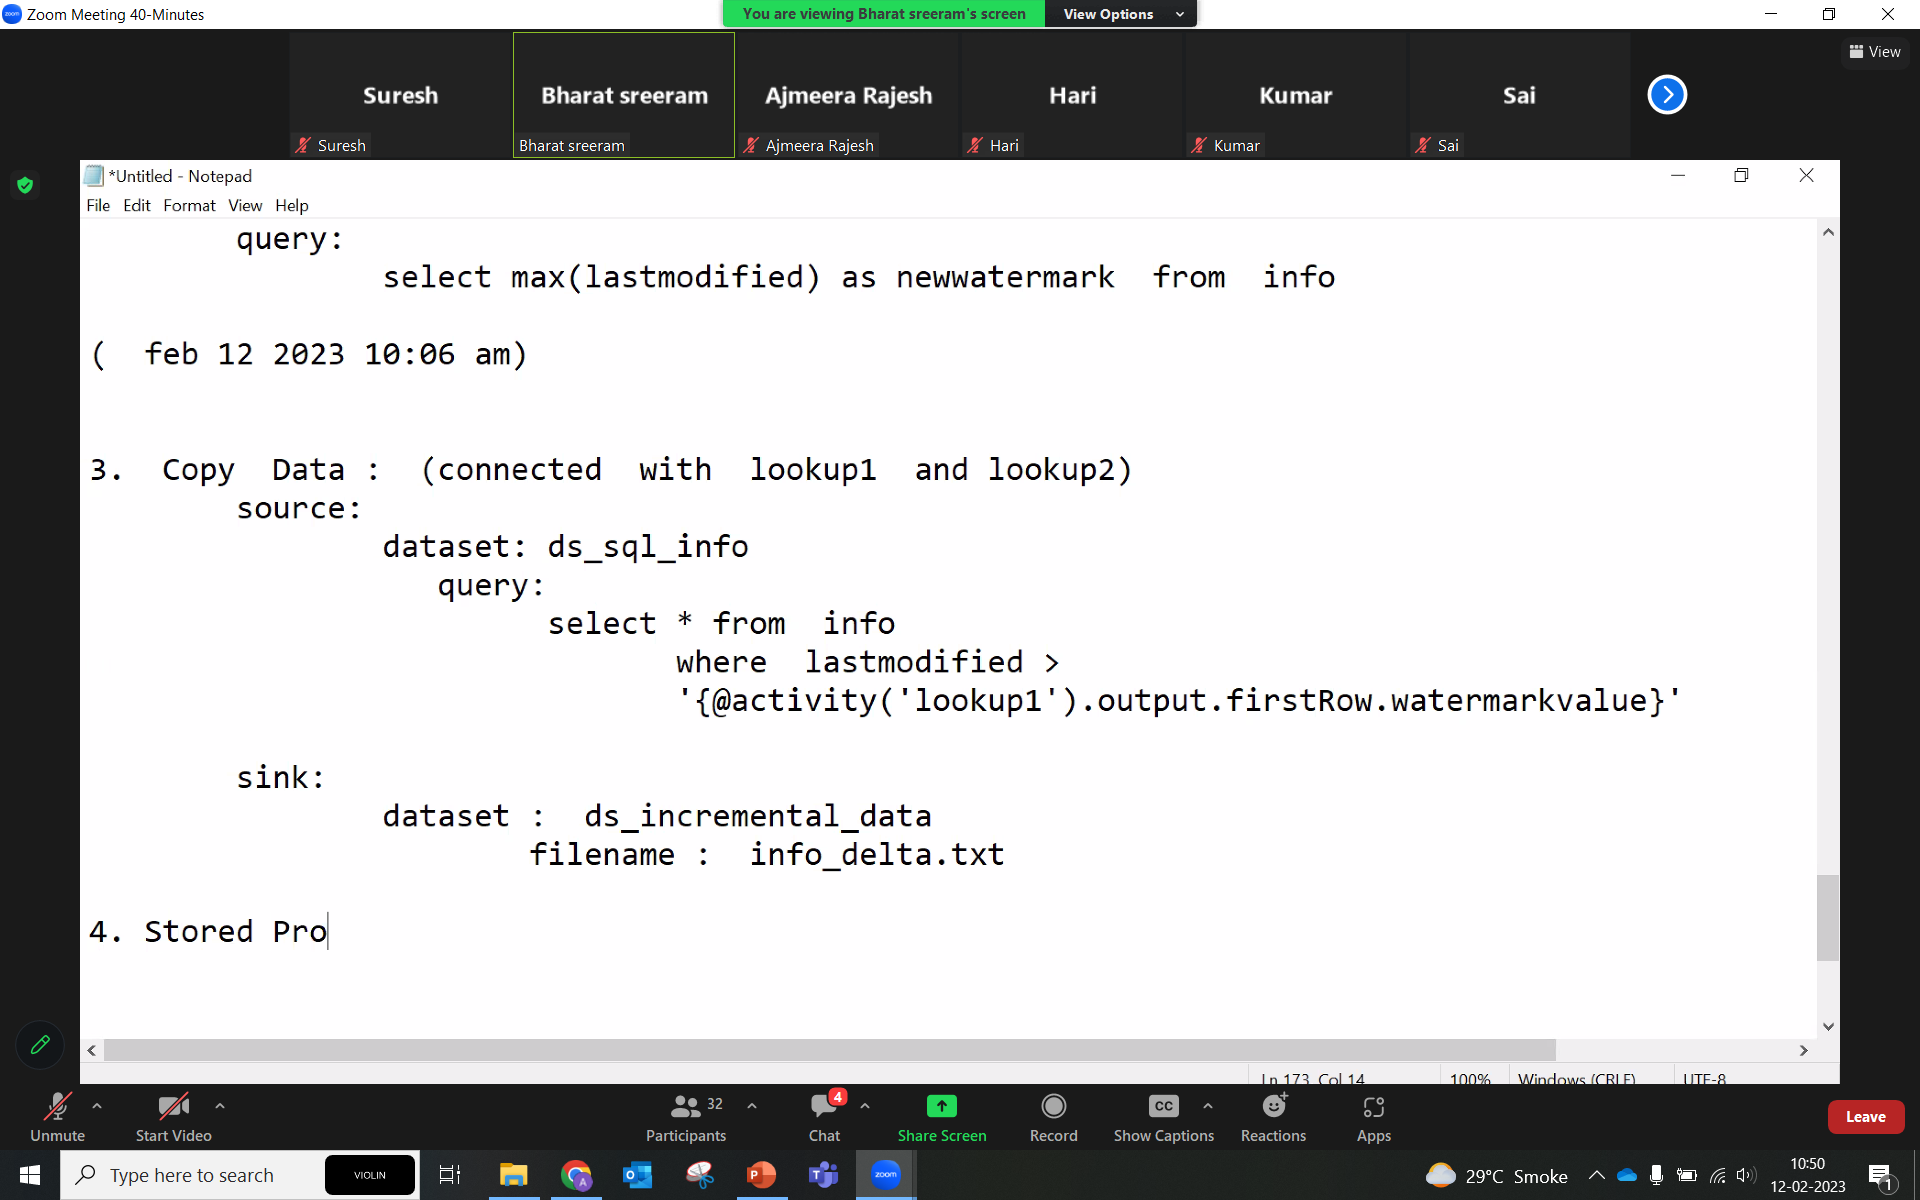 Zoom Meeting 40-Minutes
You are viewing Bharat sreeram's screen
View Options
View
Suresh
Bharat sreeram
Ajmeera Rajesh
Hari
Kumar
Sai
Suresh
Bharat sreeram
Ajmeera Rajesh
Hari
Kumar
Sai
*Untitled - Notepad
File Edit Format View Help
query:
select max(lastmodified) as newwatermark from info
( feb 12 2023 10:06 am)
3. Copy Data : (connected with lookup1 and lookup2)
source:
dataset: ds_sql_info
query:
select * from info
where lastmodified >
'{@activity('lookup1').output.firstRow.watermarkvalue}'
sink:
dataset : ds_incremental_data
filename : info_delta.txt
4. Stored Pro
Ln 173, Col 14 100% Windows (CRLF) UTF-8
Unmute
Start Video
32
Participants
4
Chat
Share Screen
Record
CC
Show Captions
Reactions
Apps
Leave
Type here to search
VIOLIN
zoom
29°C Smoke
10:50
12-02-2023
1